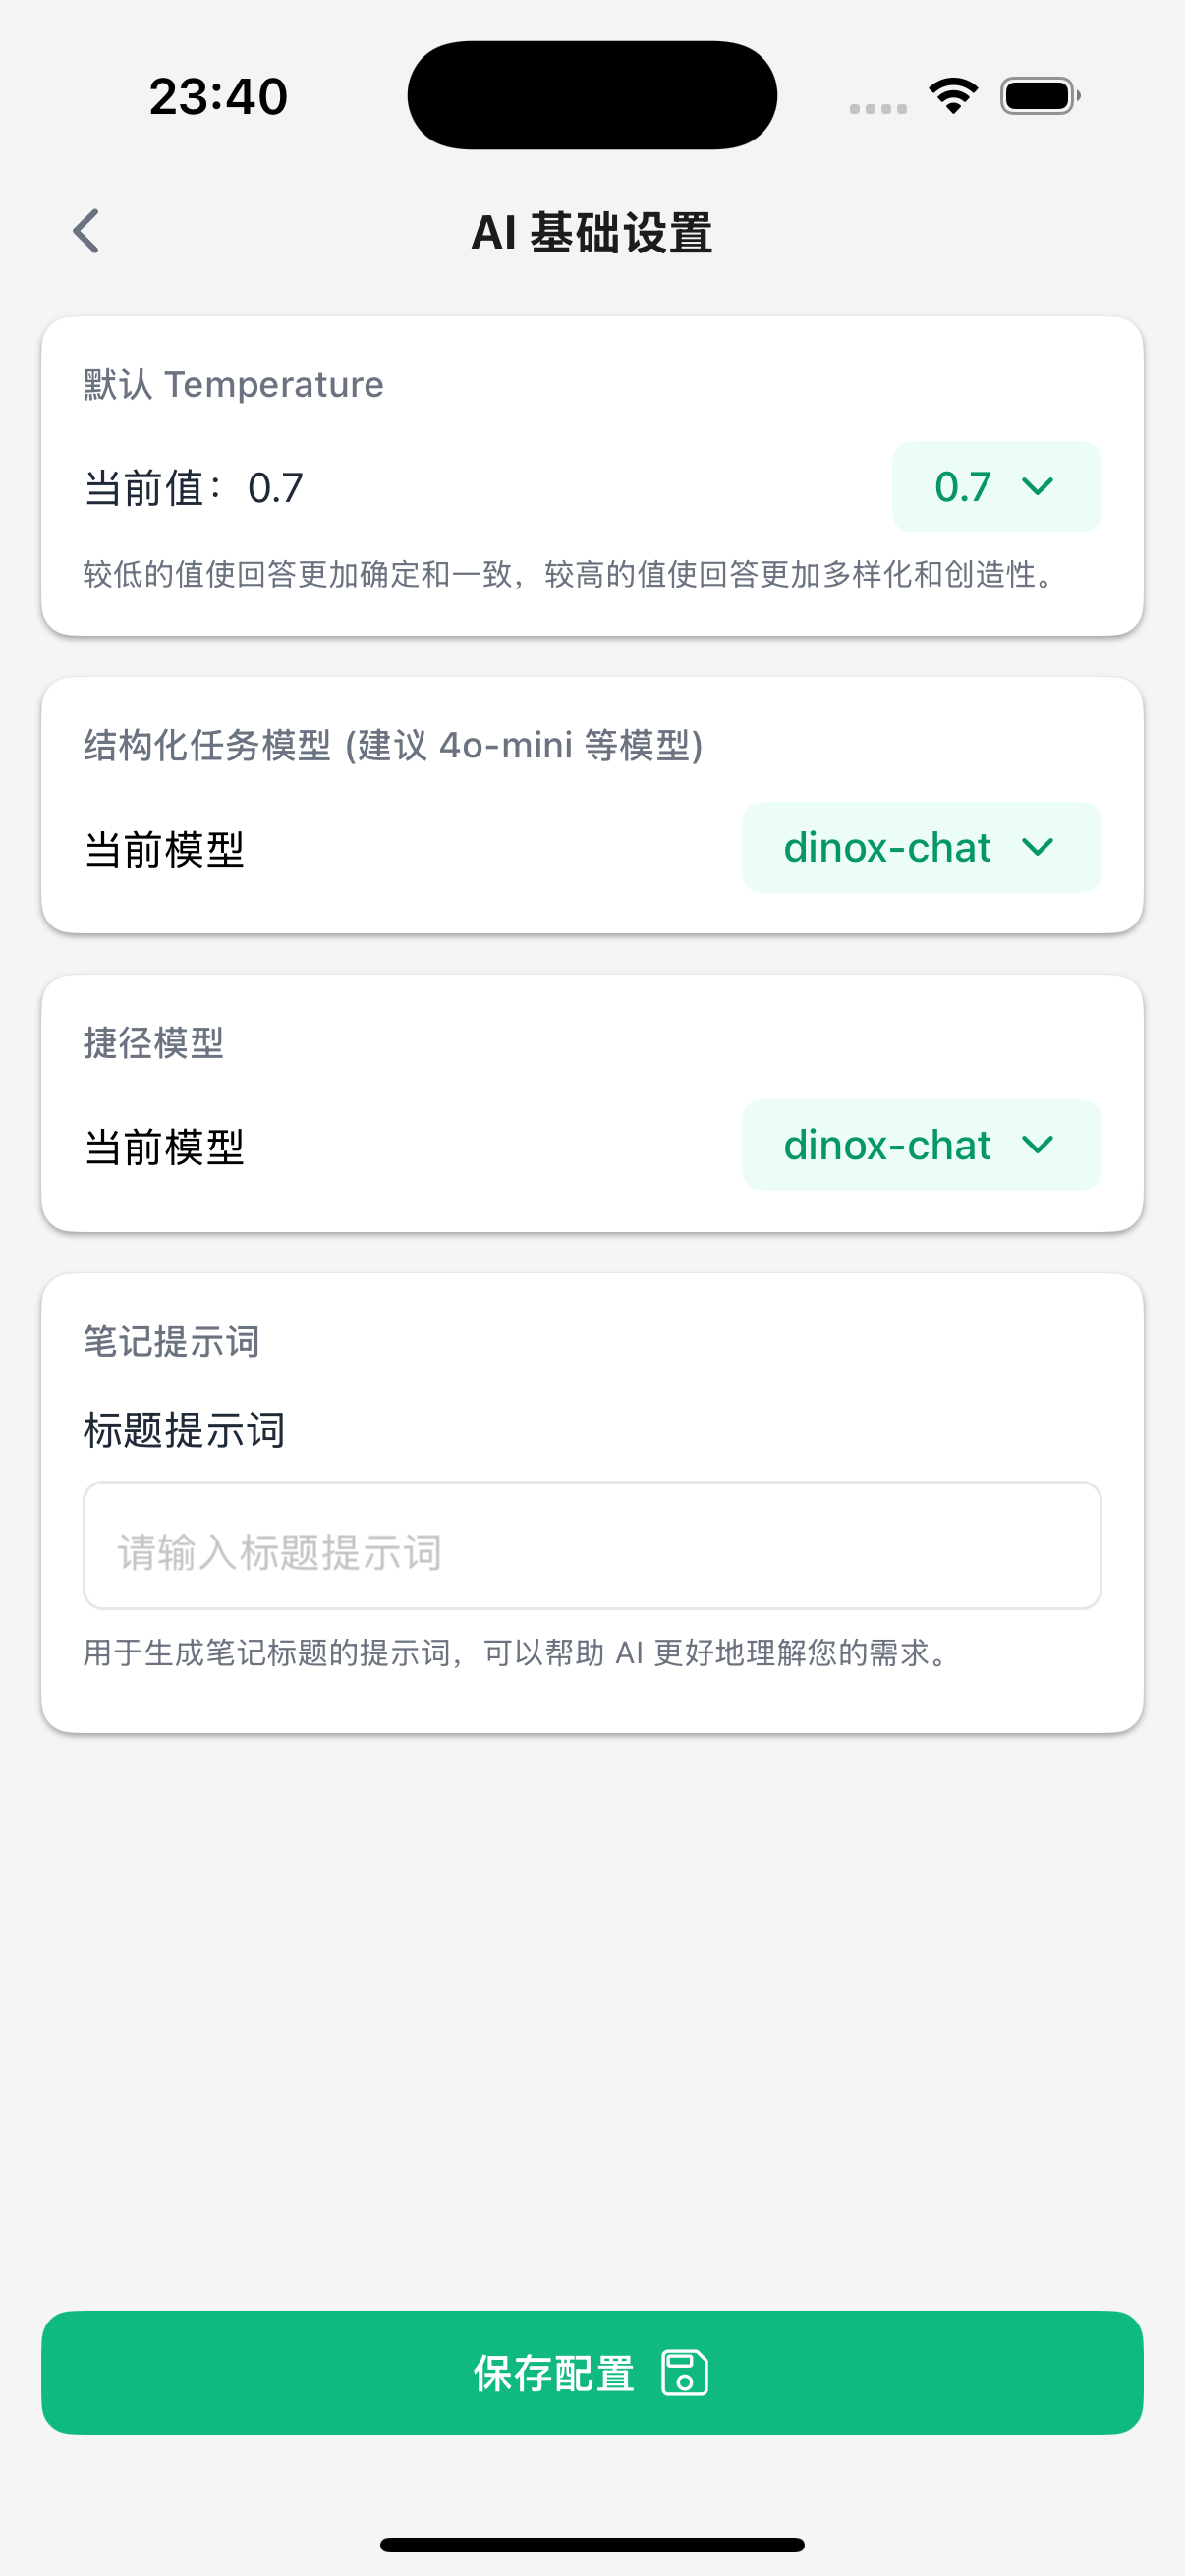 23:40
AI 基础设置
默认 Temperature
当前值：0.7
0.7
较低的值使回答更加确定和一致，较高的值使回答更加多样化和创造性。
结构化任务模型 (建议 4o-mini 等模型)
当前模型
dinox-chat
捷径模型
当前模型
dinox-chat
笔记提示词
标题提示词
请输入标题提示词
用于生成笔记标题的提示词，可以帮助 AI 更好地理解您的需求。
保存配置